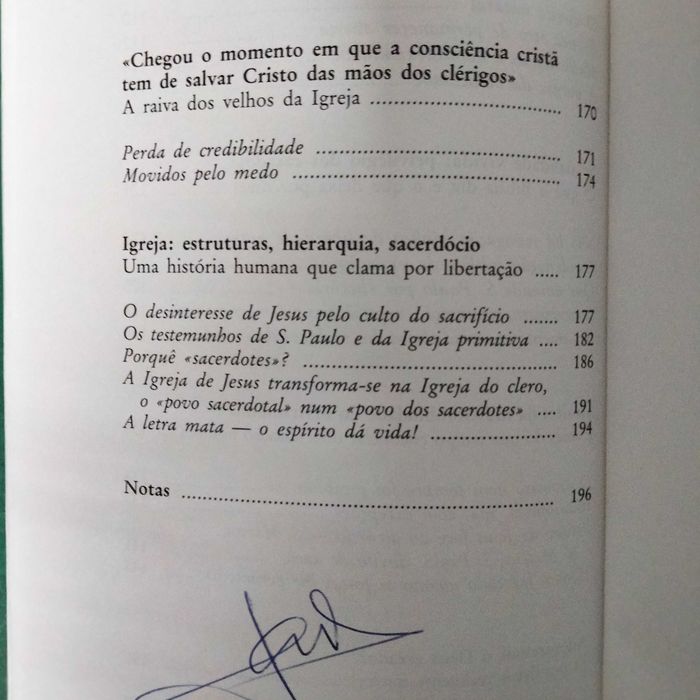 «Chegou o momento em que a consciência cristã
tem de salvar Cristo das mãos dos clérigos»
A raiva dos velhos da Igreja ................................ 170
Perda de credibilidade ........................................ 171
Movidos pelo medo ............................................ 174
Igreja: estruturas, hierarquia, sacerdócio
Uma história humana que clama por libertação ..... 177
O desinteresse de Jesus pelo culto do sacrifício ....... 177
Os testemunhos de S. Paulo e da Igreja primitiva .... 182
Porquê «sacerdotes»? .......................................... 186
A Igreja de Jesus transforma-se na Igreja do clero,
o «povo sacerdotal» num «povo dos sacerdotes» .... 191
A letra mata — o espírito dá vida! ..................... 194
Notas ............................................................ 196